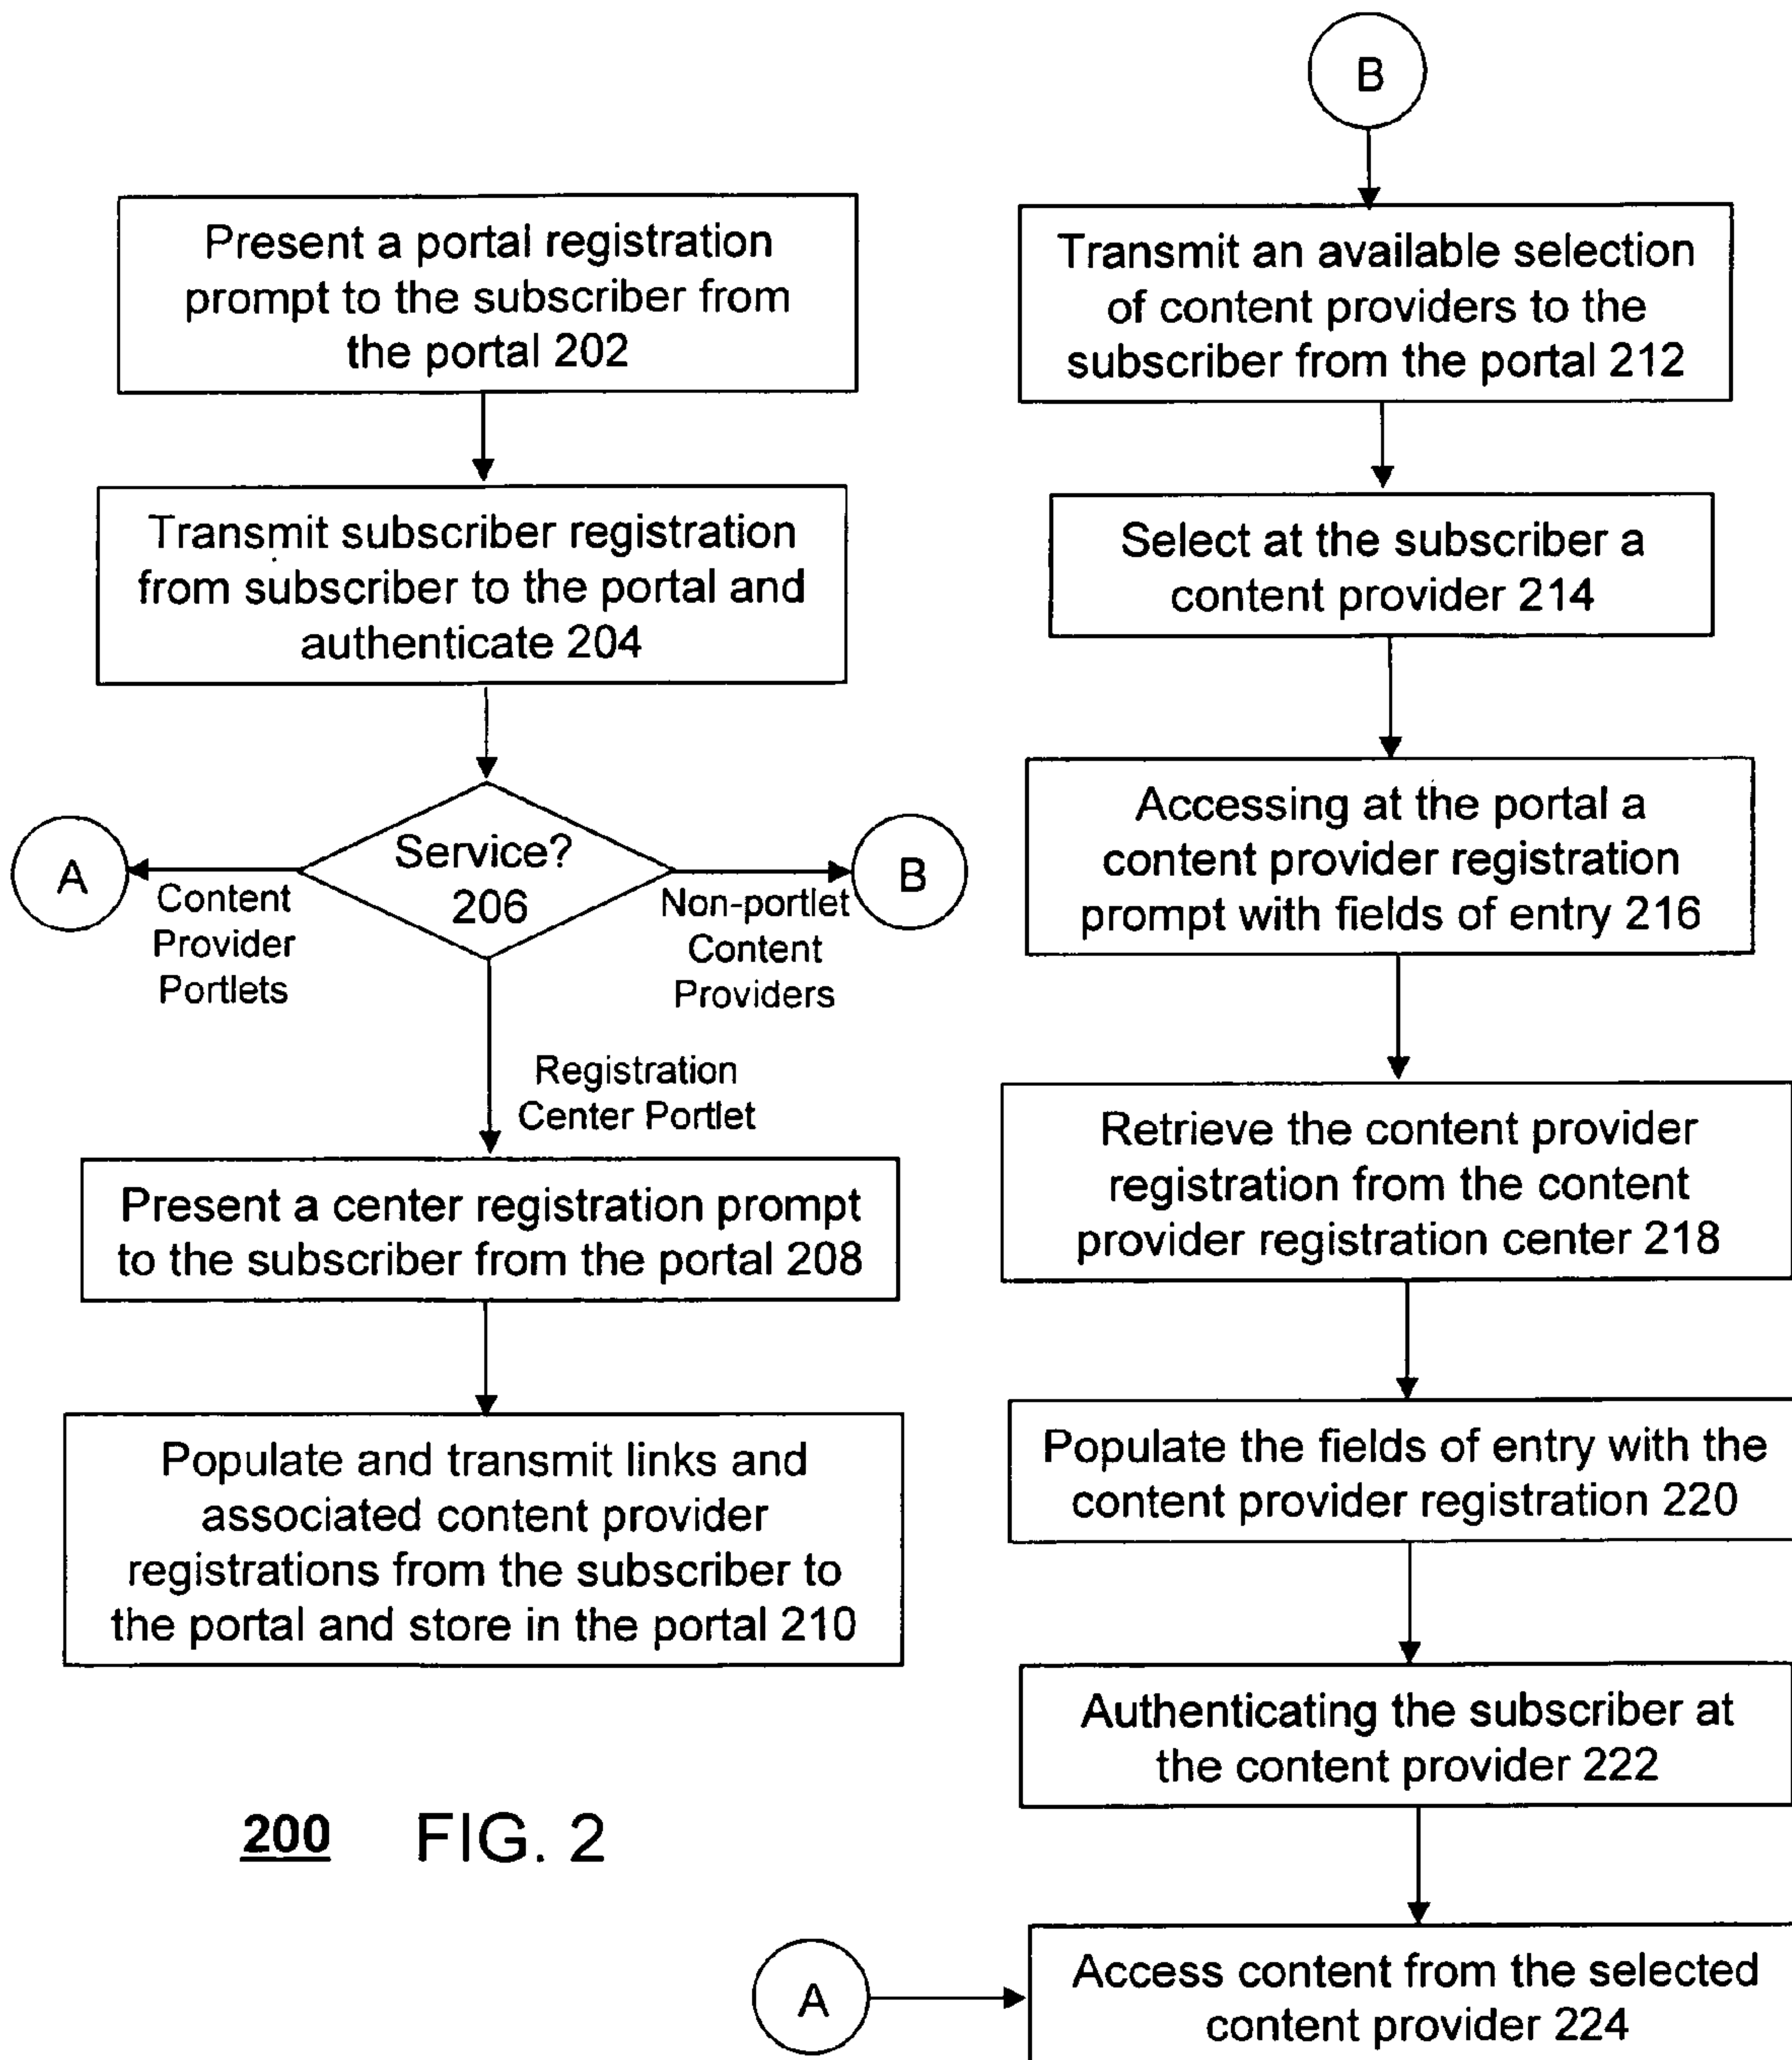 Present a portal registration
prompt to the subscriber from
the portal 202
Transmit subscriber registration
from subscriber to the portal and
authenticate 204
Service?
206
A
Content
Provider
Portlets
B
Non-portlet
Content
Providers
Registration
Center Portlet
Present a center registration prompt
to the subscriber from the portal 208
Populate and transmit links and
associated content provider
registrations from the subscriber to
the portal and store in the portal 210
200 FIG. 2
B
Transmit an available selection
of content providers to the
subscriber from the portal 212
Select at the subscriber a
content provider 214
Accessing at the portal a
content provider registration
prompt with fields of entry 216
Retrieve the content provider
registration from the content
provider registration center 218
Populate the fields of entry with the
content provider registration 220
Authenticating the subscriber at
the content provider 222
A
Access content from the selected
content provider 224